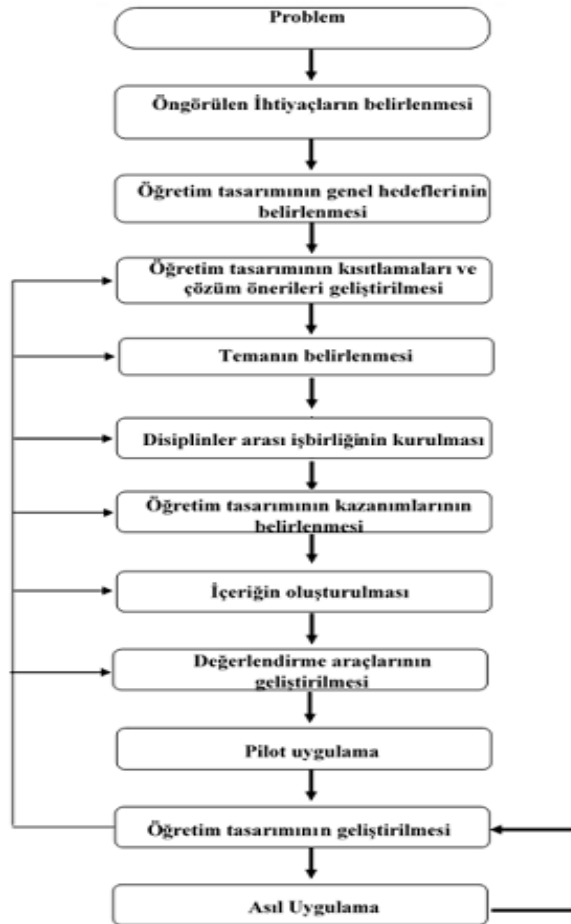 Problem
Öngörülen İhtiyaçların belirlenmesi
Öğretim tasarımının genel hedeflerinin
belirlenmesi
Öğretim tasarımının kısıtlamaları ve
çözüm önerileri geliştirilmesi
Temanın belirlenmesi
Disiplinler arası işbirliğinin kurulması
Öğretim tasarımının kazanımlarının
belirlenmesi
İçeriğin oluşturulması
Değerlendirme araçlarının
geliştirilmesi
Pilot uygulama
Öğretim tasarımının geliştirilmesi
Asıl Uygulama